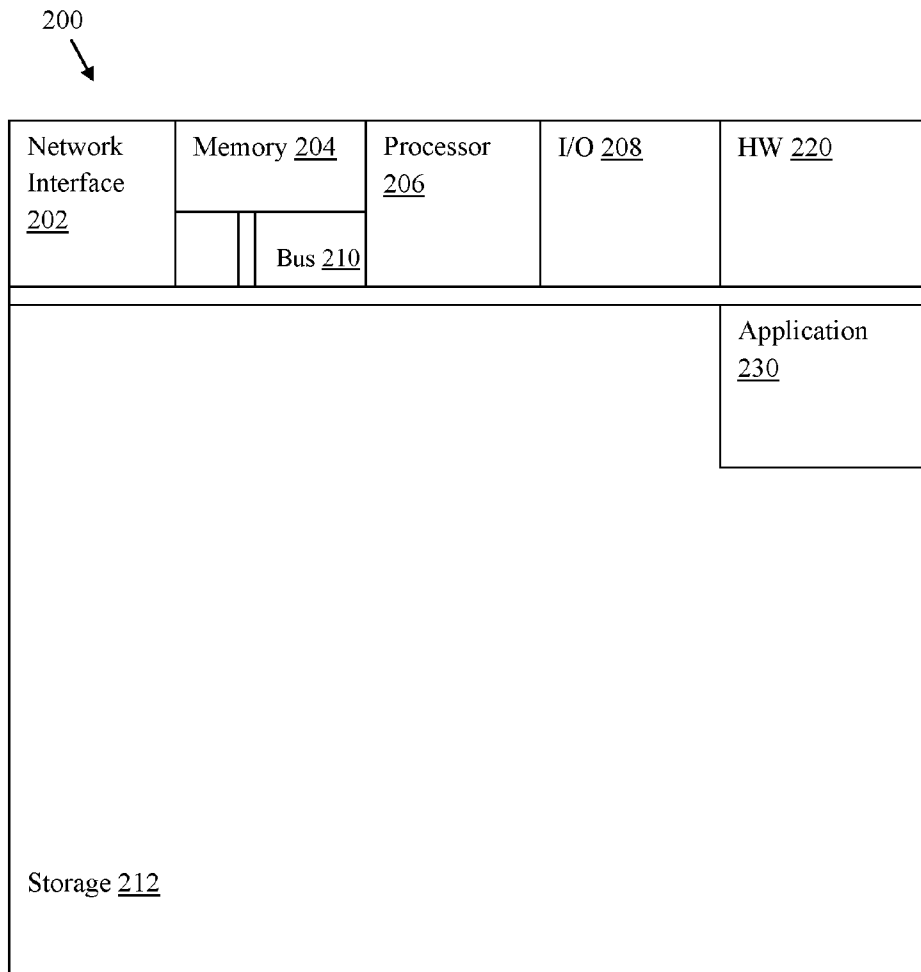 200
Network
Interface
202
Memory 204
Bus 210
Processor
206
I/O 208
HW 220
Application
230
Storage 212